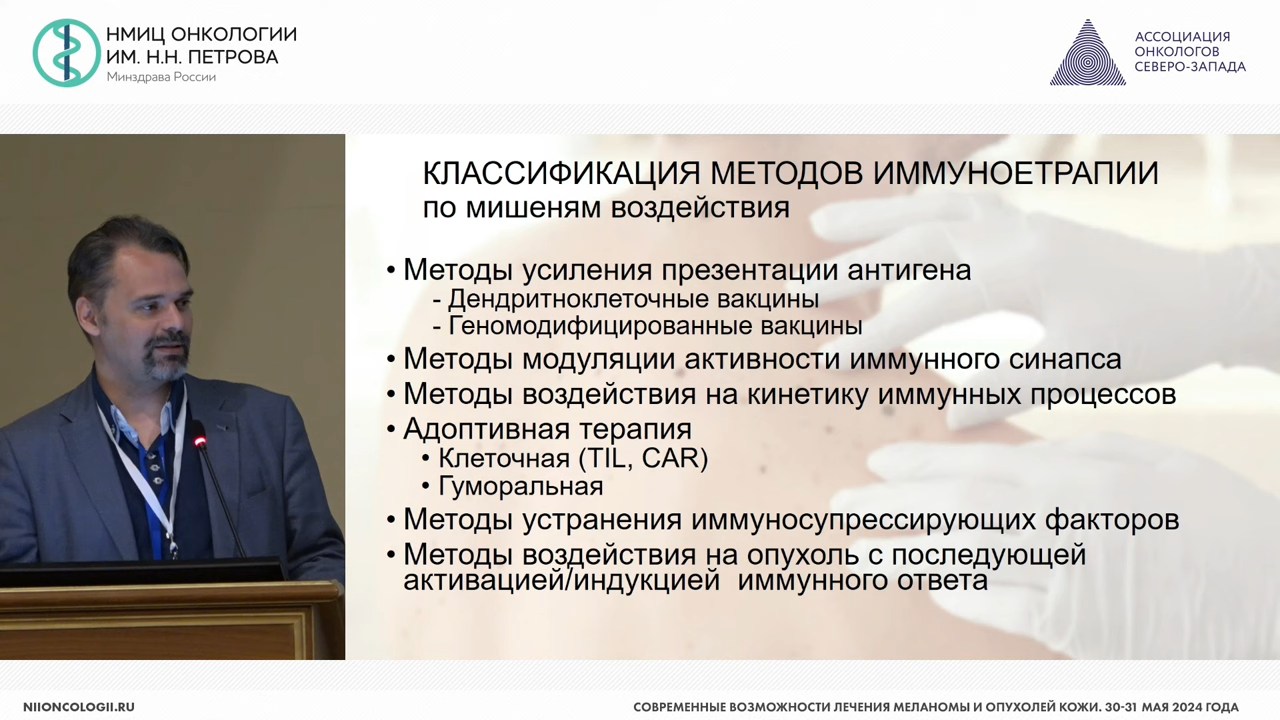 НМИЦ ОНКОЛОГИИ
ИМ. Н.Н. ПЕТРОВА
Минздрава России
АССОЦИАЦИЯ
ОНКОЛОГОВ
СЕВЕРО-ЗАПАДА
КЛАССИФИКАЦИЯ МЕТОДОВ ИММУНОЕТРАПИИ
по мишеням воздействия
• Методы усиления презентации антигена
- Дендритноклеточные вакцины
- Геномодифицированные вакцины
• Методы модуляции активности иммунного синапса
• Методы воздействия на кинетику иммунных процессов
• Адоптивная терапия
• Клеточная (TIL, CAR)
• Гуморальная
• Методы устранения иммуносупрессирующих факторов
• Методы воздействия на опухоль с последующей
активацией/индукцией иммунного ответа
NIIONCOLOGII.RU
СОВРЕМЕННЫЕ ВОЗМОЖНОСТИ ЛЕЧЕНИЯ МЕЛАНОМЫ И ОПУХОЛЕЙ КОЖИ. 30-31 МАЯ 2024 ГОДА